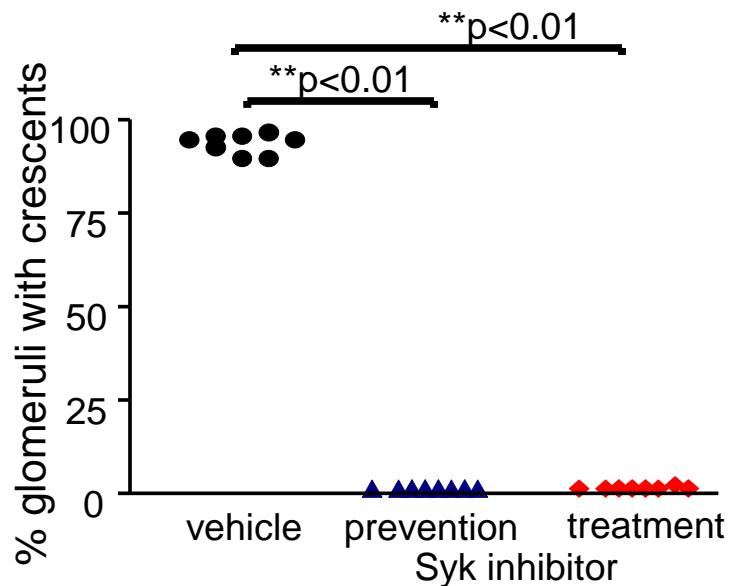 **p<0.01
**p<0.01
% glomeruli with crescents
100
75
50
25
0
vehicle prevention treatment
Syk inhibitor